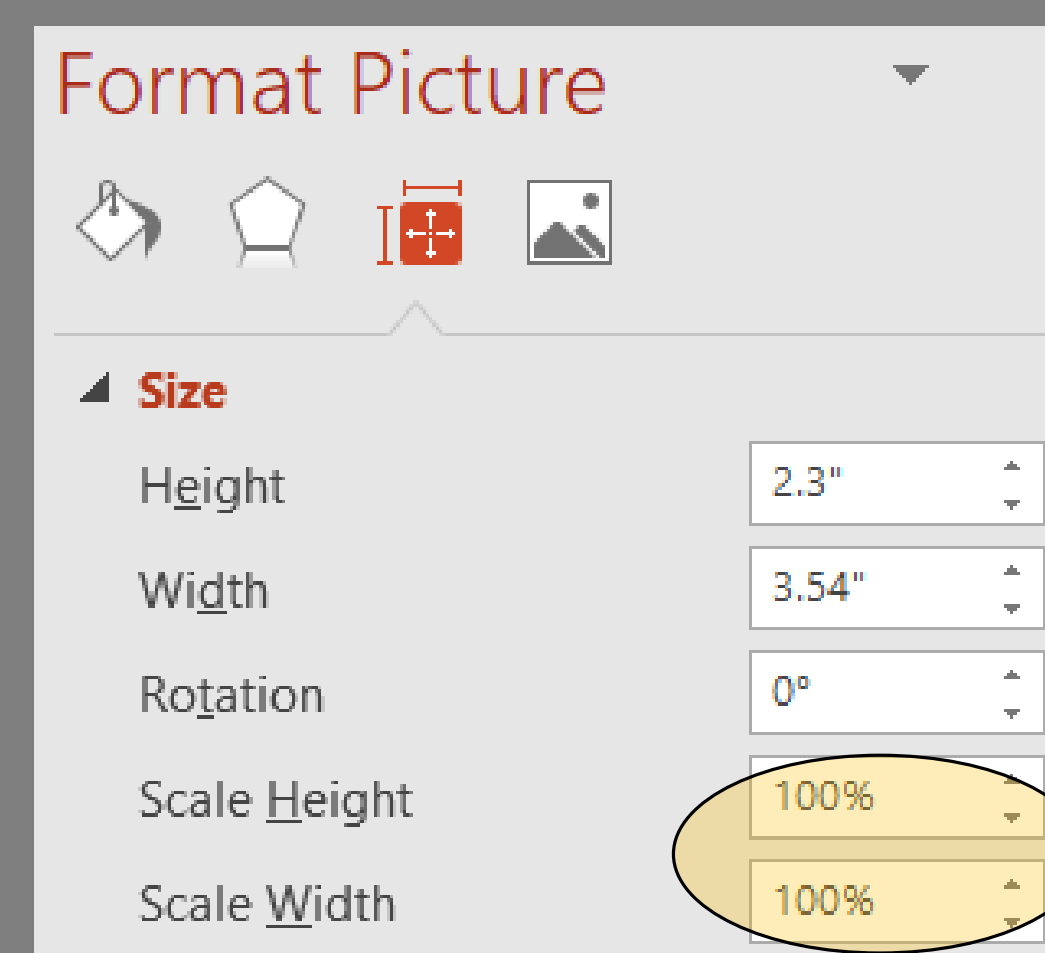 Format Picture
Size
Height 2.3"
Width 3.54"
Rotation 0°
Scale Height 100%
Scale Width 100%